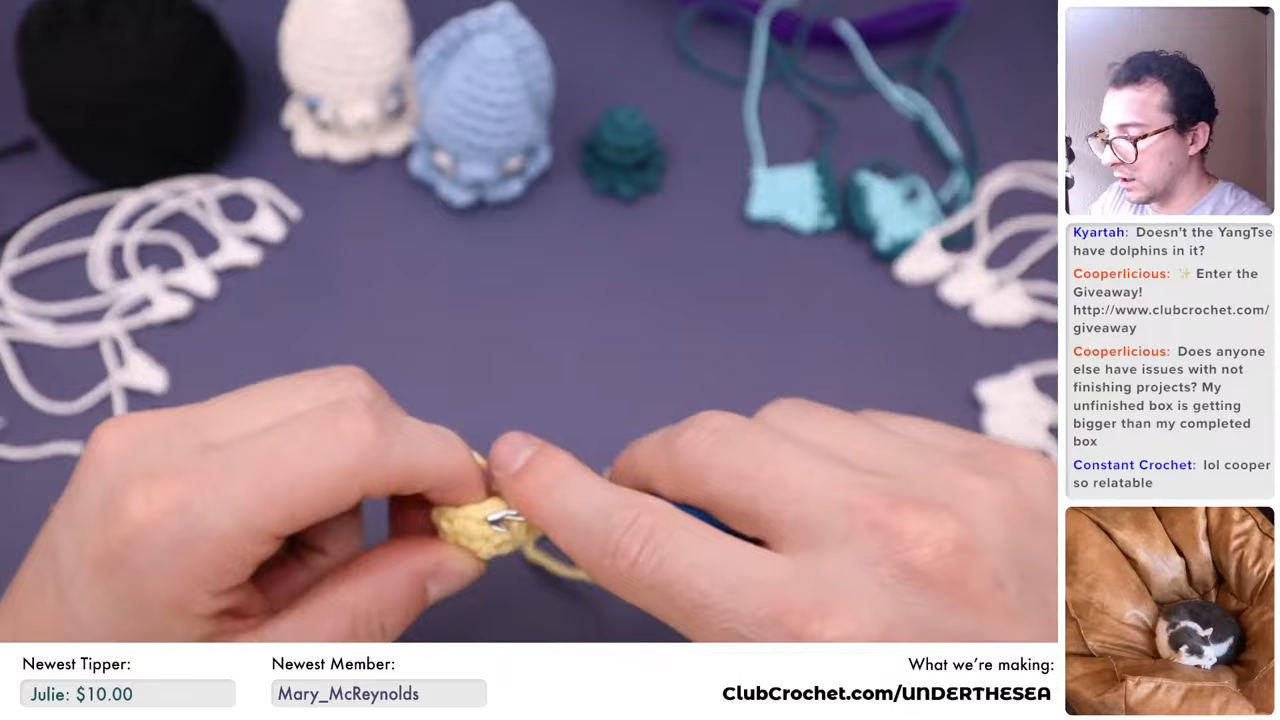 Kyartah: Doesn't the YangTse
have dolphins in it?
Cooperlicious: ✨ Enter the
Giveaway!
http://www.clubcrochet.com/
giveaway
Cooperlicious: Does anyone
else have issues with not
finishing projects? My
unfinished box is getting
bigger than my completed
box
Constant Crochet: lol cooper
so relatable
Newest Tipper:
Julie: $10.00
Newest Member:
Mary_McReynolds
What we're making:
ClubCrochet.com/UNDERTHESEA